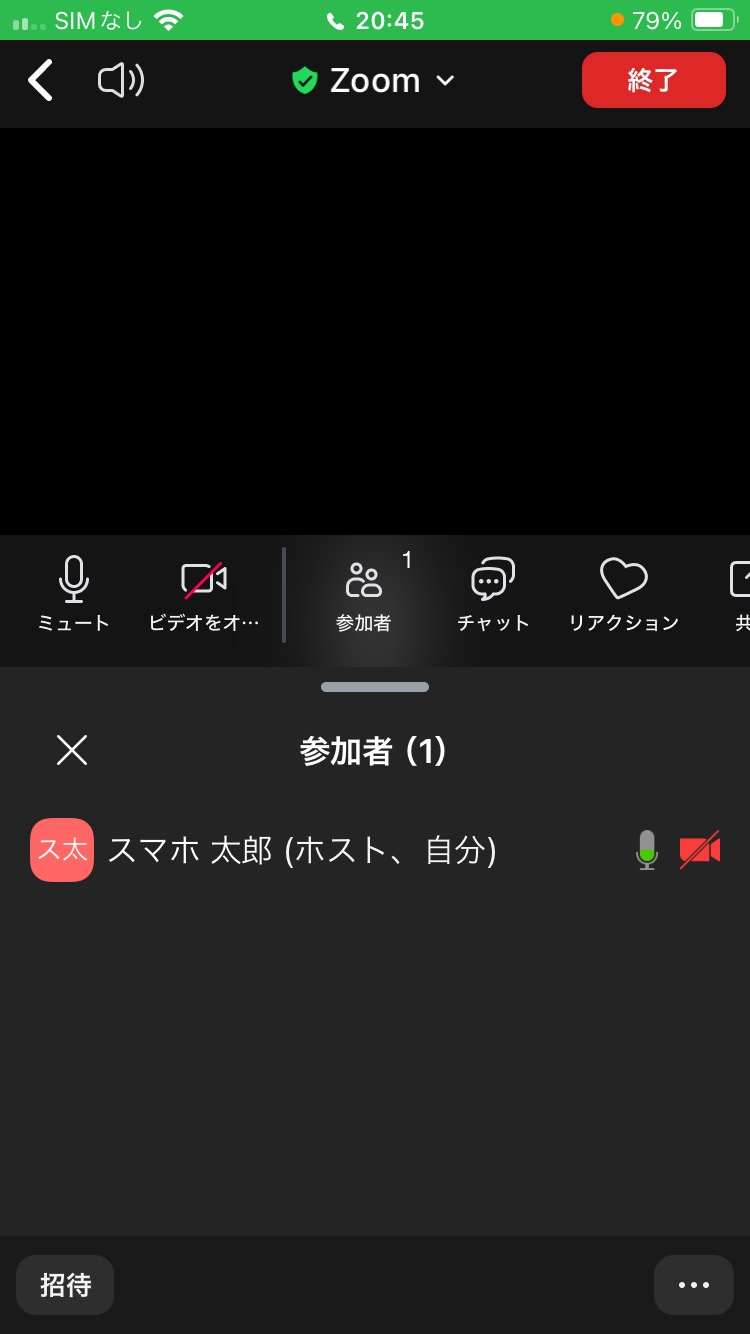 SIMなし 20:45 79%
Zoom 終了
1
ミュート ビデオをオ… 参加者 チャット リアクション 共
参加者 (1)
ス太 スマホ 太郎 (ホスト、自分)
招待